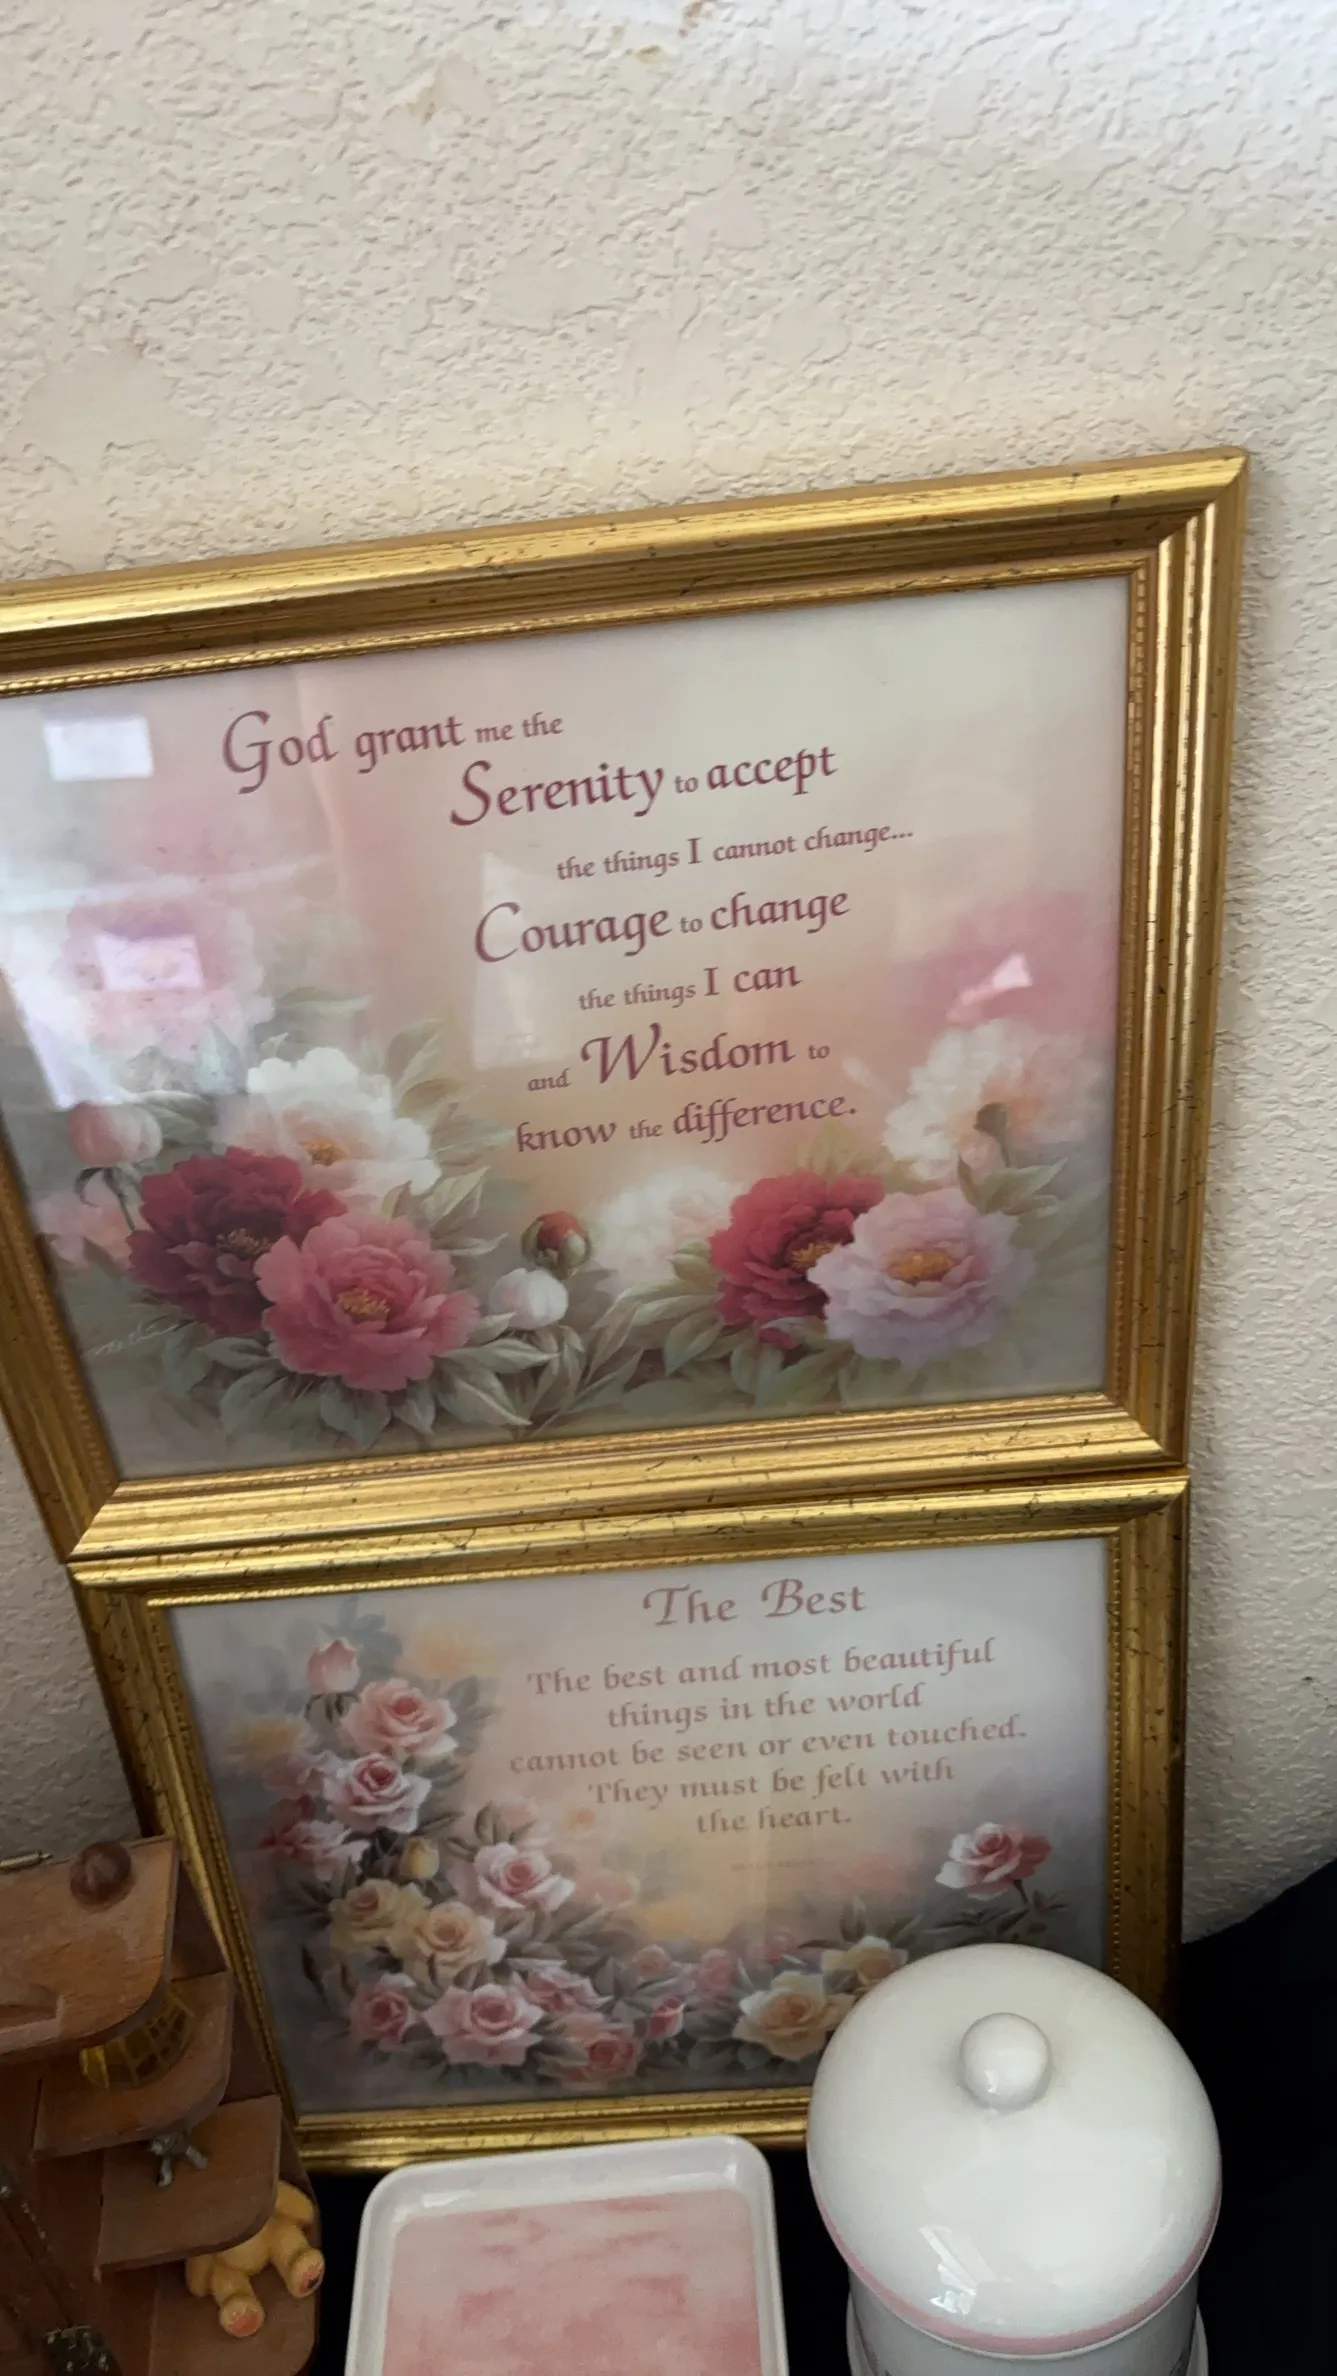 God grant me the
Serenity to accept
the things I cannot change...
Courage to change
the things I can
and Wisdom to
know the difference.
The Best
The best and most beautiful
things in the world
cannot be seen or even touched.
They must be felt with
the heart.